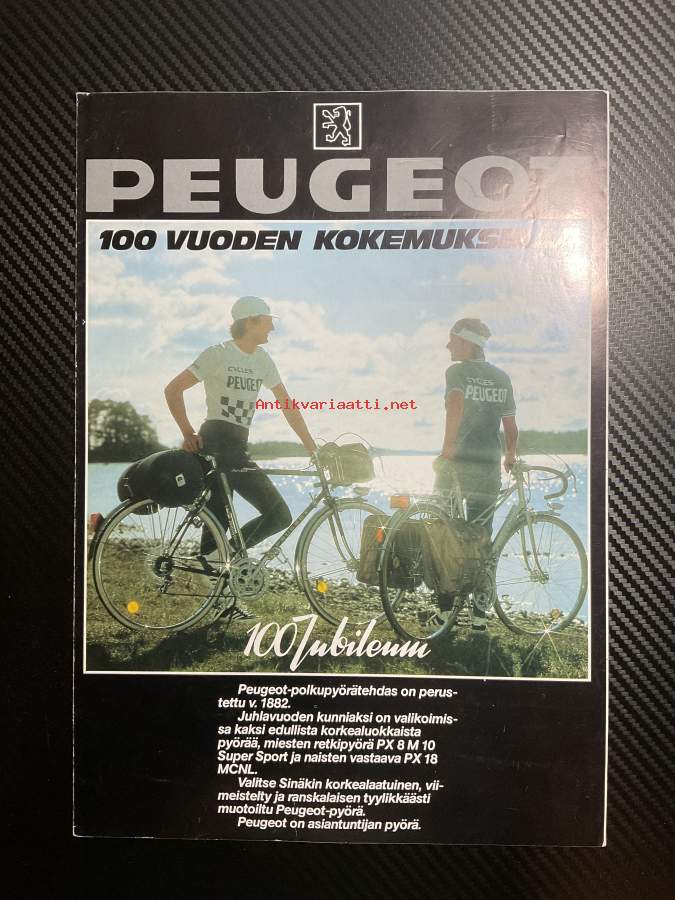 PEUGEOT
100 VUODEN KOKEMUKSELLA
CYCLES
PEUGEOT
CYCLES
PEUGEOT
Antikvariaatti.net
100 Jubileum
Peugeot-polkupyörätehdas on perus-
tettu v. 1882.
Juhlavuoden kunniaksi on valikoimis-
sa kaksi edullista korkealuokkaista
pyörää, miesten retkipyörä PX 8 M 10
Super Sport ja naisten vastaava PX 18
MCNL.
Valitse Sinäkin korkealaatuinen, vii-
meistelty ja ranskalaisen tyylikkäästi
muotoiltu Peugeot-pyörä.
Peugeot on asiantuntijan pyörä.